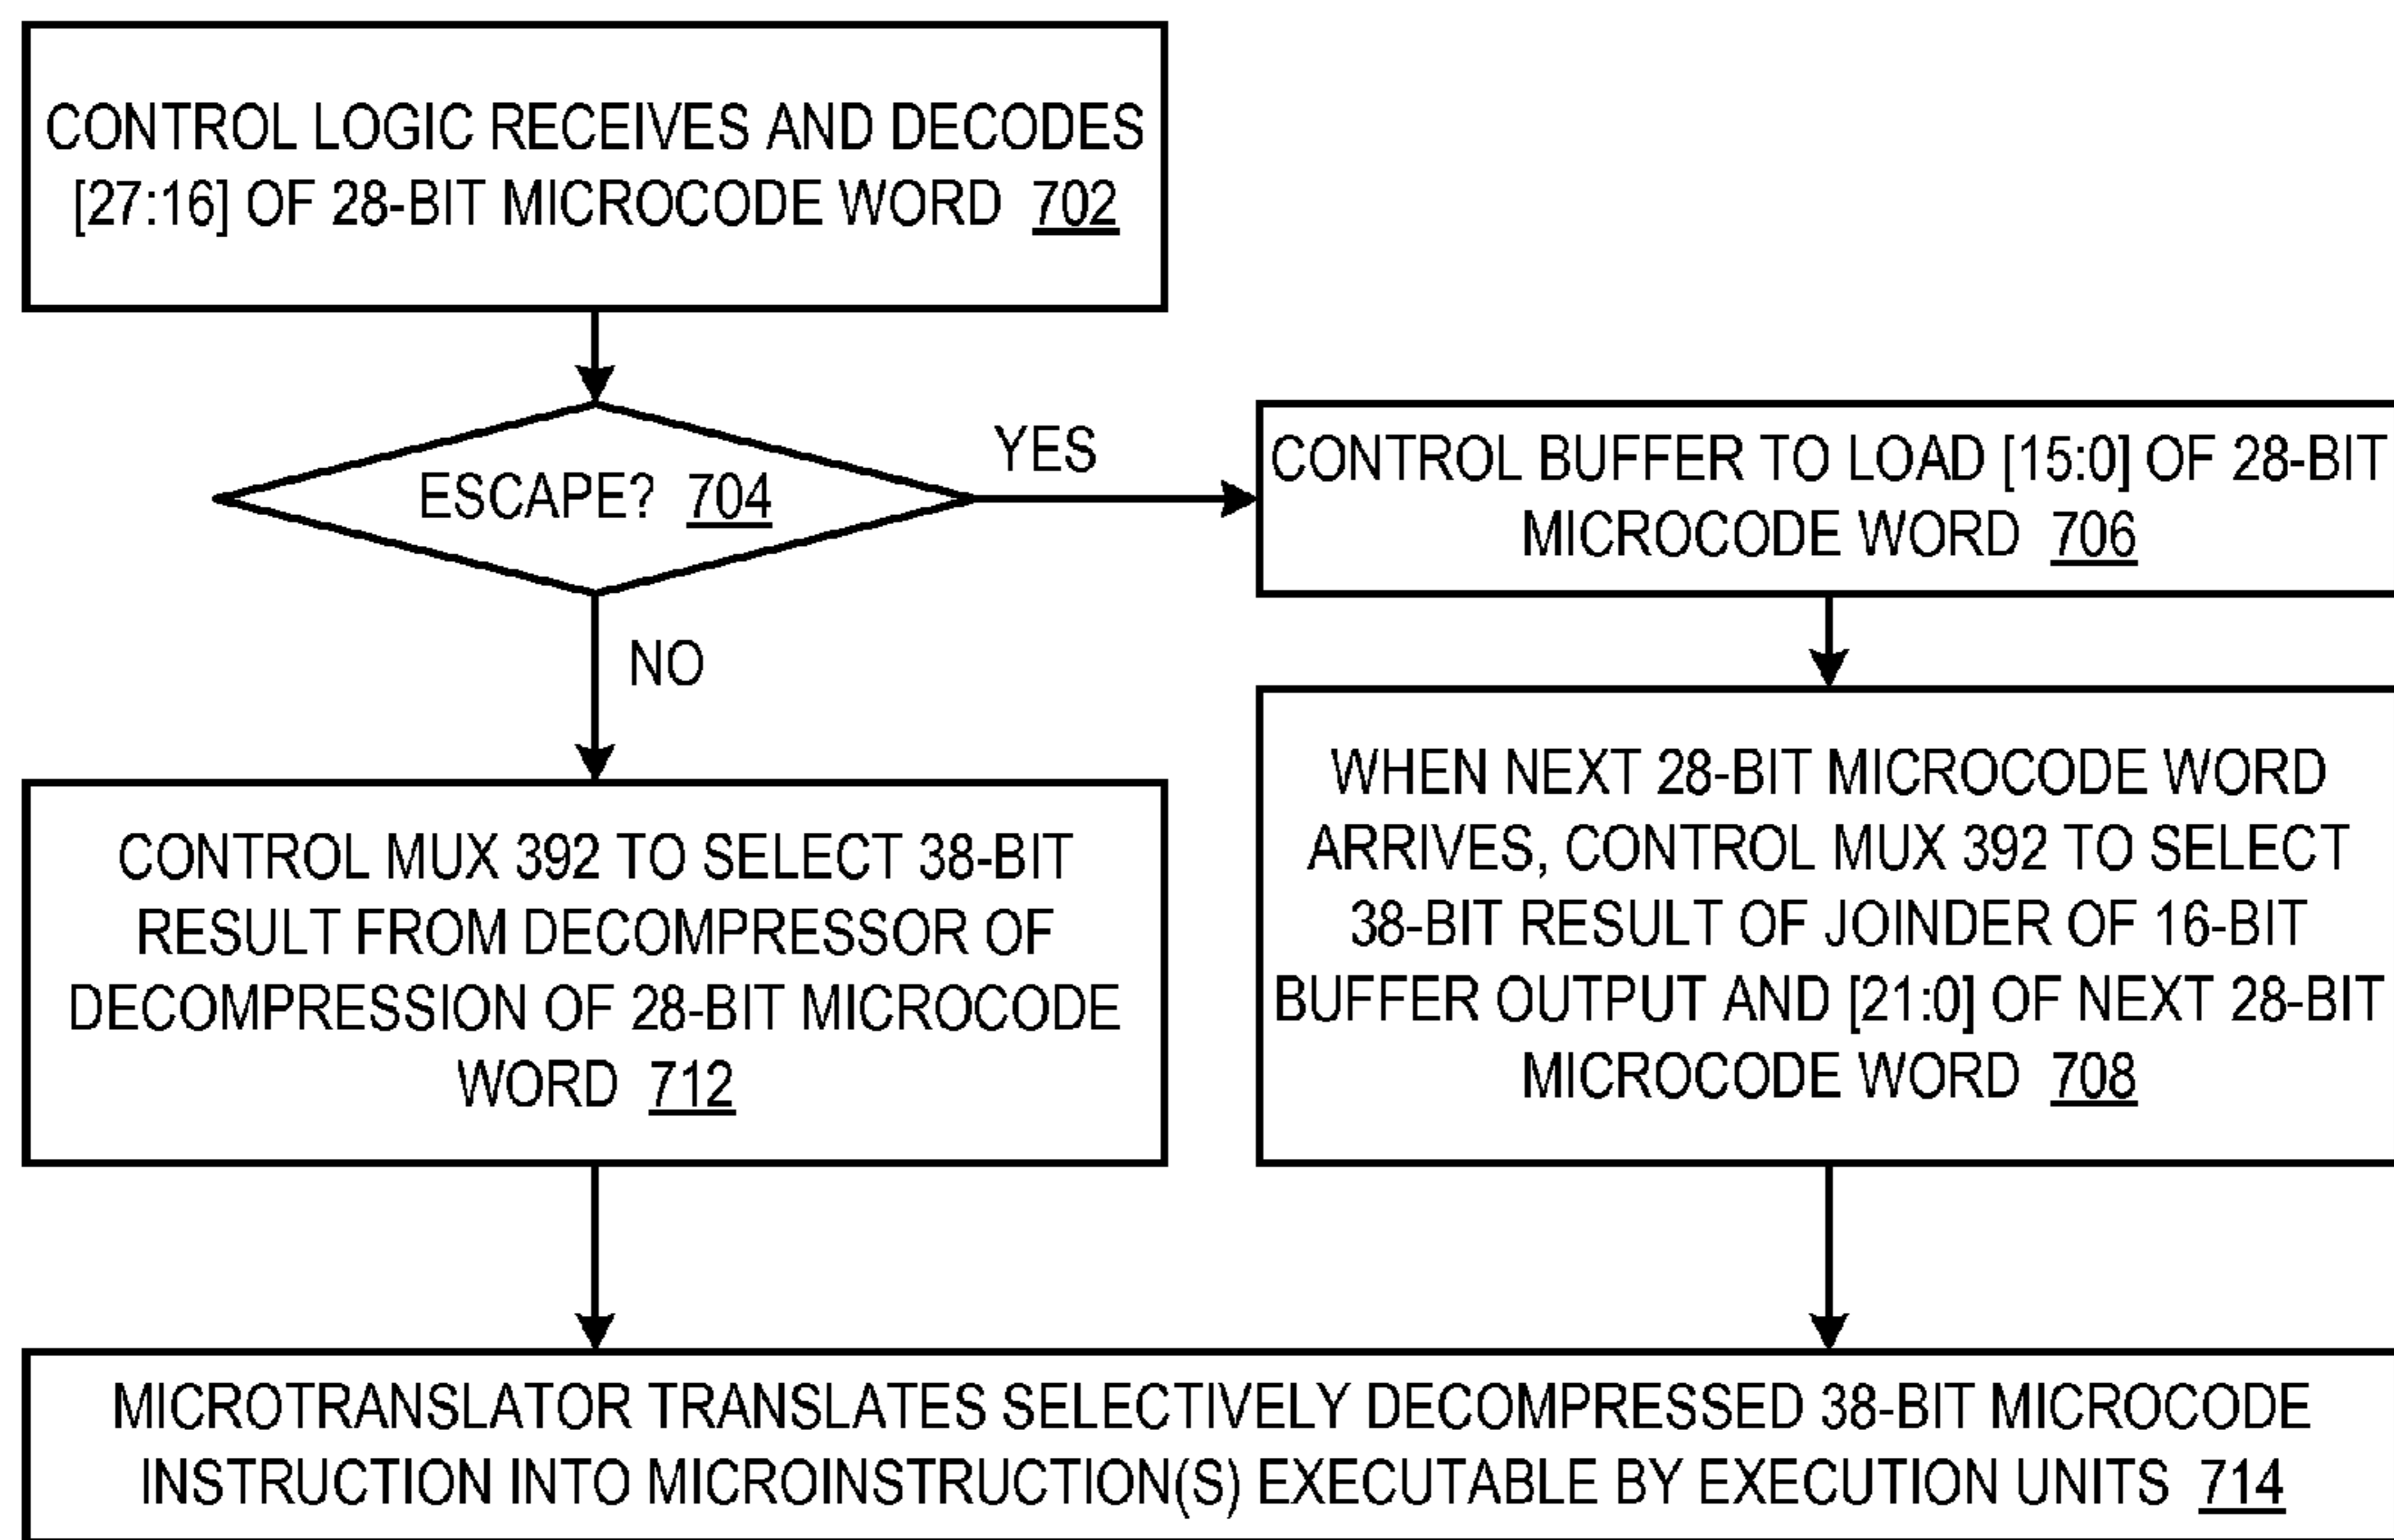 CONTROL LOGIC RECEIVES AND DECODES
[27:16] OF 28-BIT MICROCODE WORD 702
ESCAPE? 704
YES
CONTROL BUFFER TO LOAD [15:0] OF 28-BIT
MICROCODE WORD 706
NO
CONTROL MUX 392 TO SELECT 38-BIT
RESULT FROM DECOMPRESSOR OF
DECOMPRESSION OF 28-BIT MICROCODE
WORD 712
WHEN NEXT 28-BIT MICROCODE WORD
ARRIVES, CONTROL MUX 392 TO SELECT
38-BIT RESULT OF JOINDER OF 16-BIT
BUFFER OUTPUT AND [21:0] OF NEXT 28-BIT
MICROCODE WORD 708
MICROTRANSLATOR TRANSLATES SELECTIVELY DECOMPRESSED 38-BIT MICROCODE
INSTRUCTION INTO MICROINSTRUCTION(S) EXECUTABLE BY EXECUTION UNITS 714